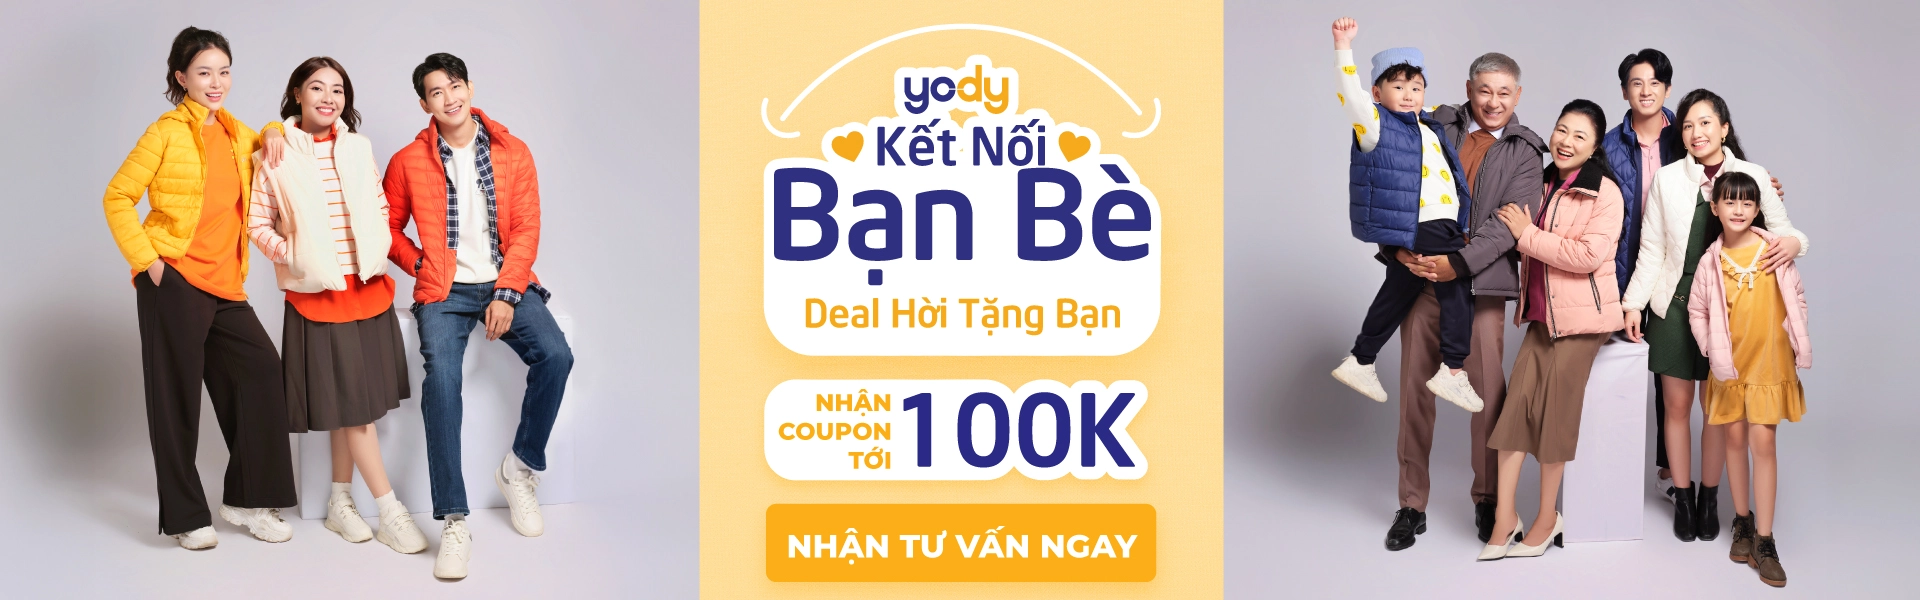 yody
Kết Nối
Bạn Bè
Deal Hời Tặng Bạn
NHẬN
COUPON
TỚI
100K
NHẬN TƯ VẤN NGAY